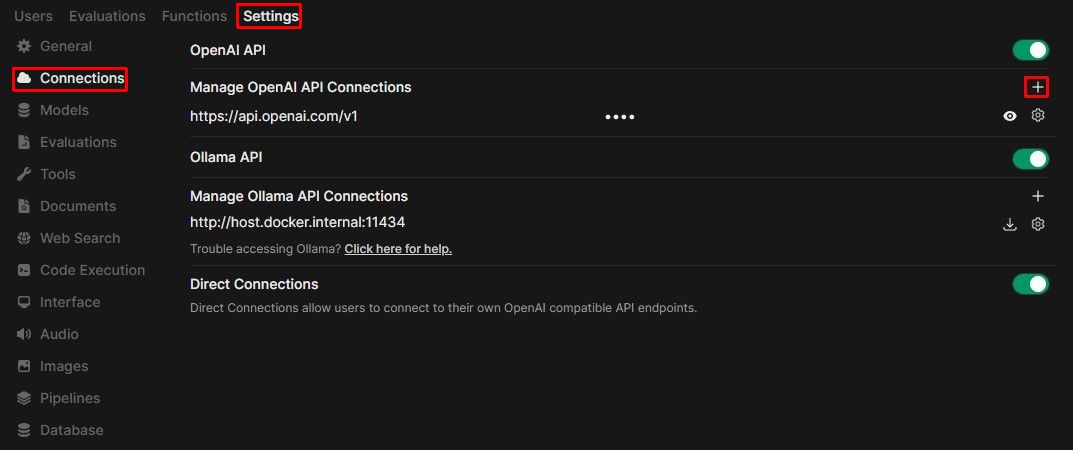 Users Evaluations Functions Settings
General
Connections
Models
Evaluations
Tools
Documents
Web Search
Code Execution
Interface
Audio
Images
Pipelines
Database
OpenAI API
Manage OpenAI API Connections
https://api.openai.com/v1 ••••
Ollama API
Manage Ollama API Connections
http://host.docker.internal:11434
Trouble accessing Ollama? Click here for help.
Direct Connections
Direct Connections allow users to connect to their own OpenAI compatible API endpoints.